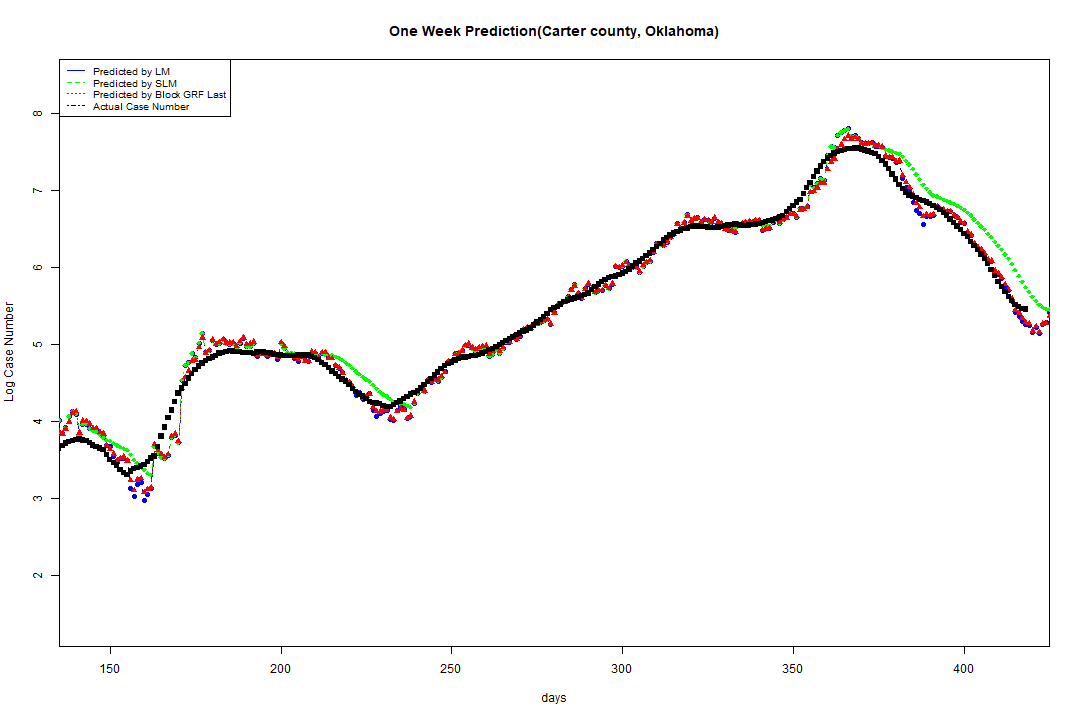 One Week Prediction(Carter county, Oklahoma)
Predicted by LM
Predicted by SLM
Predicted by Block GRF Last
Actual Case Number
8
7
6
5
4
3
2
Log Case Number
150 200 250 300 350 400
days